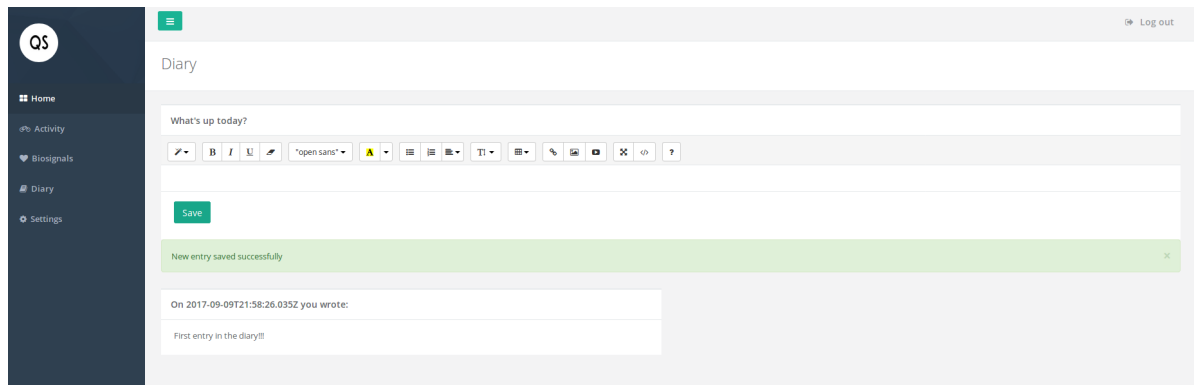 QS
Log out
Diary
Home
Activity
Biosignals
Diary
Settings
What's up today?
B I U "open sans" A TI ?
Save
New entry saved successfully ×
On 2017-09-09T21:58:26.035Z you wrote:
First entry in the diary!!!